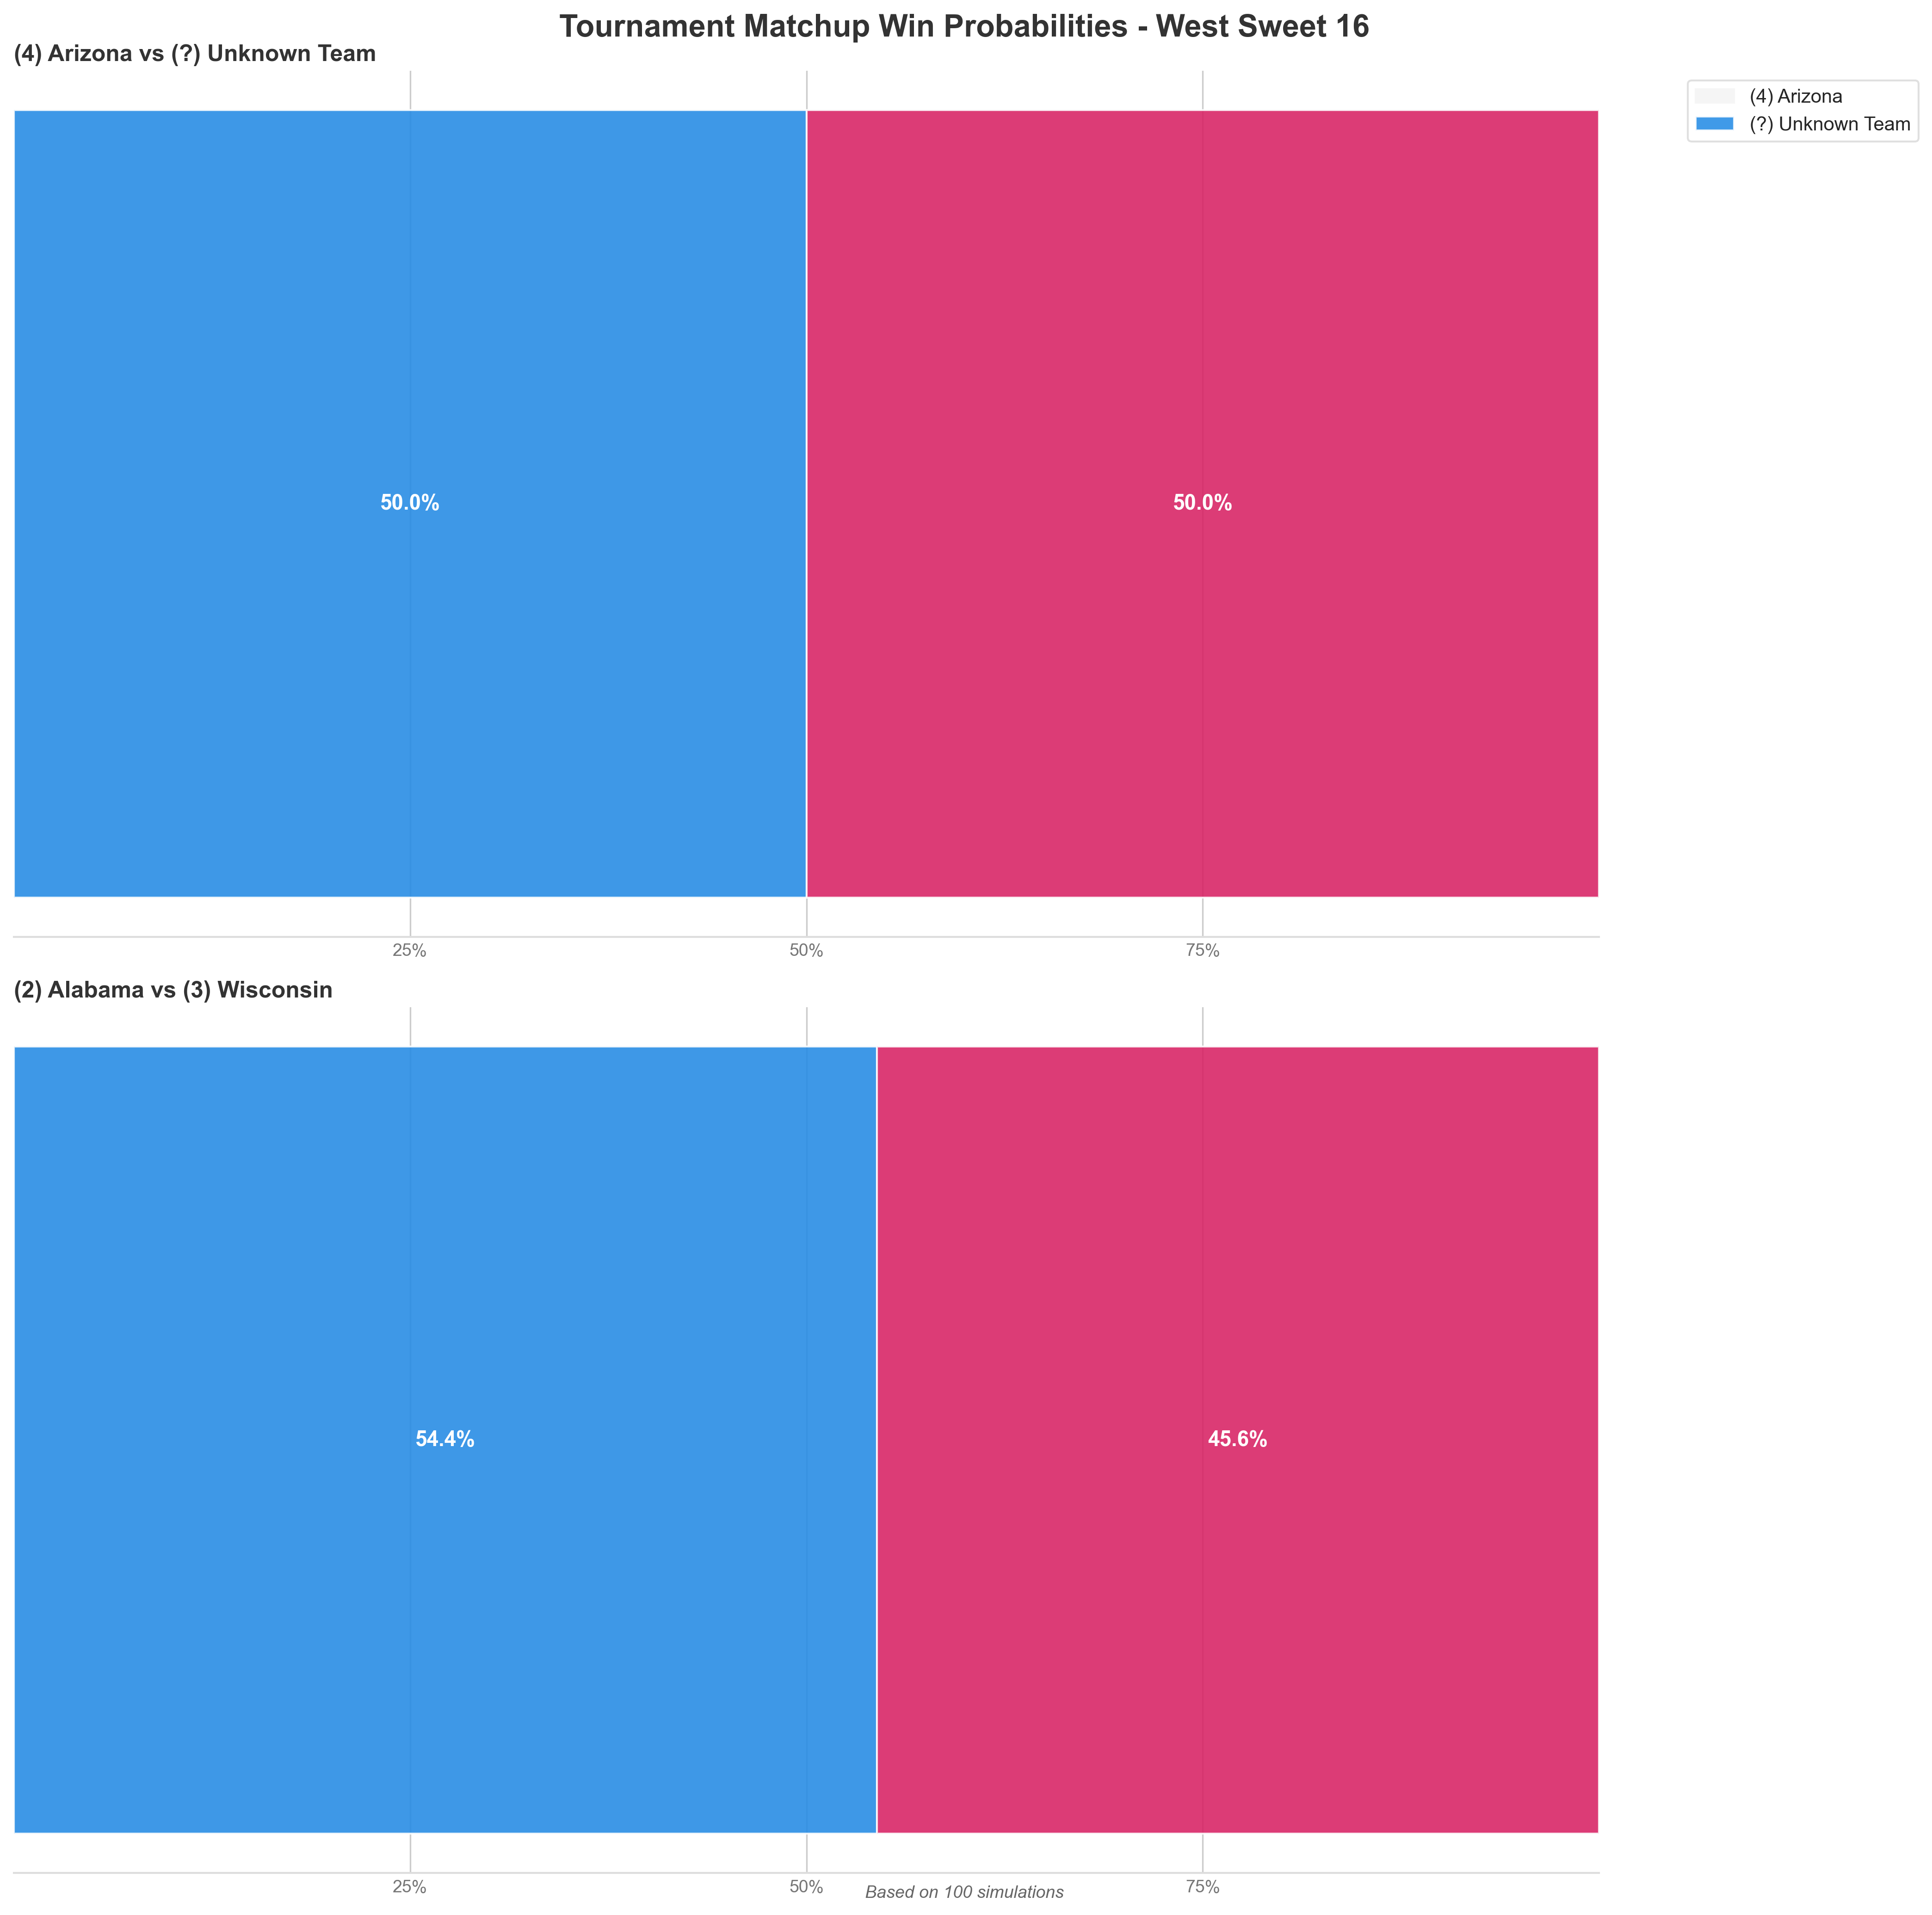 Tournament Matchup Win Probabilities - West Sweet 16
(4) Arizona vs (?) Unknown Team
(4) Arizona
(?) Unknown Team
50.0%
50.0%
25%
50%
75%
(2) Alabama vs (3) Wisconsin
54.4%
45.6%
25%
50%
75%
Based on 100 simulations